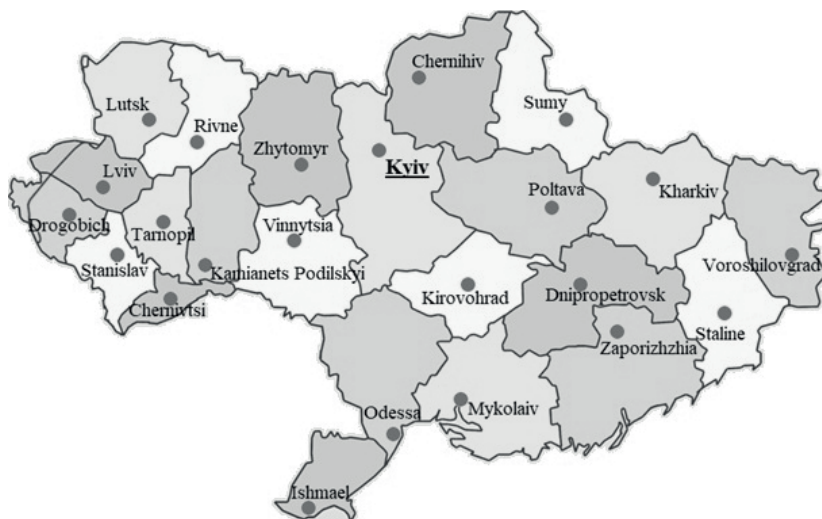 Chernihiv
Lutsk
Sumy
Rivne
Zhytomyr
Kyiv
Lviv
Poltava
Kharkiv
Drogobich
Tarnopil
Vinnytsia
Stanislav
Kamianets Podilskyi
Voroshilovgrad
Kirovohrad
Dnipropetrovsk
Chernivtsi
Staline
Zaporizhzhia
Odessa
Mykolaiv
Ishmael